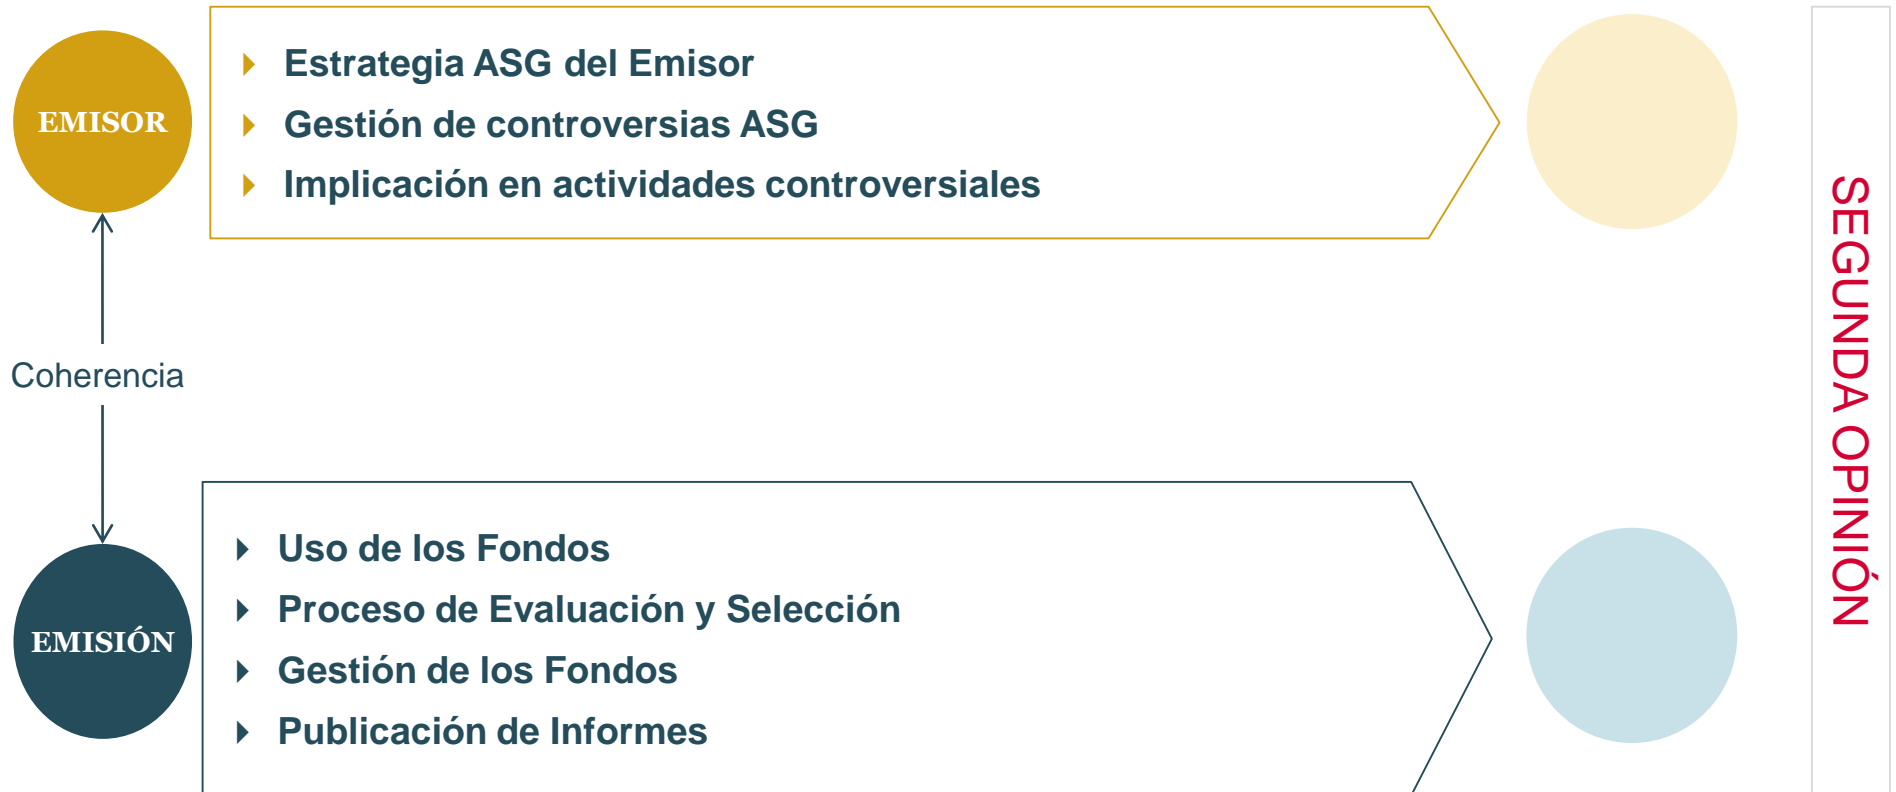 EMISOR
Estrategia ASG del Emisor
Gestión de controversias ASG
Implicación en actividades controversiales
Coherencia
EMISIÓN
Uso de los Fondos
Proceso de Evaluación y Selección
Gestión de los Fondos
Publicación de Informes
SEGUNDA OPINIÓN